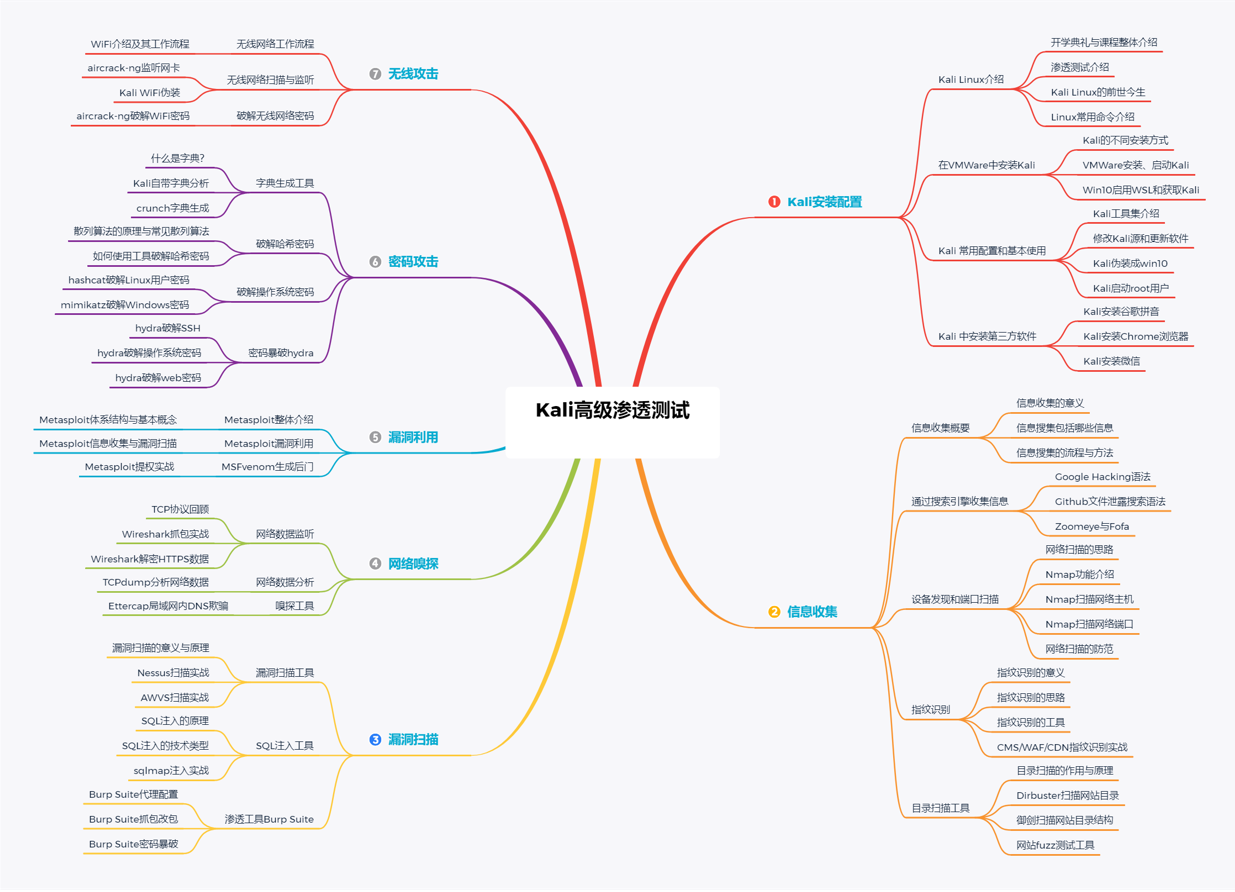 Kali高级渗透测试
1 Kali安装配置
Kali Linux介绍
开学典礼与课程整体介绍
渗透测试介绍
Kali Linux的前世今生
Linux常用命令介绍
在VMWare中安装Kali
Kali的不同安装方式
VMWare安装、启动Kali
Win10启用WSL和获取Kali
Kali 常用配置和基本使用
Kali工具集介绍
修改Kali源和更新软件
Kali伪装成win10
Kali启动root用户
Kali 中安装第三方软件
Kali安装谷歌拼音
Kali安装Chrome浏览器
Kali安装微信
2 信息收集
信息收集概要
信息收集的意义
信息搜集包括哪些信息
信息搜集的流程与方法
通过搜索引擎收集信息
Google Hacking语法
Github文件泄露搜索语法
Zoomeye与Fofa
设备发现和端口扫描
网络扫描的思路
Nmap功能介绍
Nmap扫描网络主机
Nmap扫描网络端口
网络扫描的防范
指纹识别
指纹识别的意义
指纹识别的思路
指纹识别的工具
CMS/WAF/CDN指纹识别实战
目录扫描工具
目录扫描的作用与原理
Dirbuster扫描网站目录
御剑扫描网站目录结构
网站fuzz测试工具
3 漏洞扫描
漏洞扫描工具
漏洞扫描的意义与原理
Nessus扫描实战
AWVS扫描实战
SQL注入工具
SQL注入的原理
SQL注入的技术类型
sqlmap注入实战
渗透工具Burp Suite
Burp Suite代理配置
Burp Suite抓包改包
Burp Suite密码暴破
4 网络嗅探
网络数据监听
TCP协议回顾
Wireshark抓包实战
Wireshark解密HTTPS数据
网络数据分析
TCPdump分析网络数据
嗅探工具
Ettercap局域网内DNS欺骗
5 漏洞利用
Metasploit整体介绍
Metasploit体系结构与基本概念
Metasploit漏洞利用
Metasploit信息收集与漏洞扫描
MSFvenom生成后门
Metasploit提权实战
6 密码攻击
字典生成工具
什么是字典？
Kali自带字典分析
crunch字典生成
破解哈希密码
散列算法的原理与常见散列算法
如何使用工具破解哈希密码
破解操作系统密码
hashcat破解Linux用户密码
mimikatz破解Windows密码
密码暴破hydra
hydra破解SSH
hydra破解操作系统密码
hydra破解web密码
7 无线攻击
无线网络工作流程
WiFi介绍及其工作流程
无线网络扫描与监听
aircrack-ng监听网卡
Kali WiFi伪装
破解无线网络密码
aircrack-ng破解WiFi密码